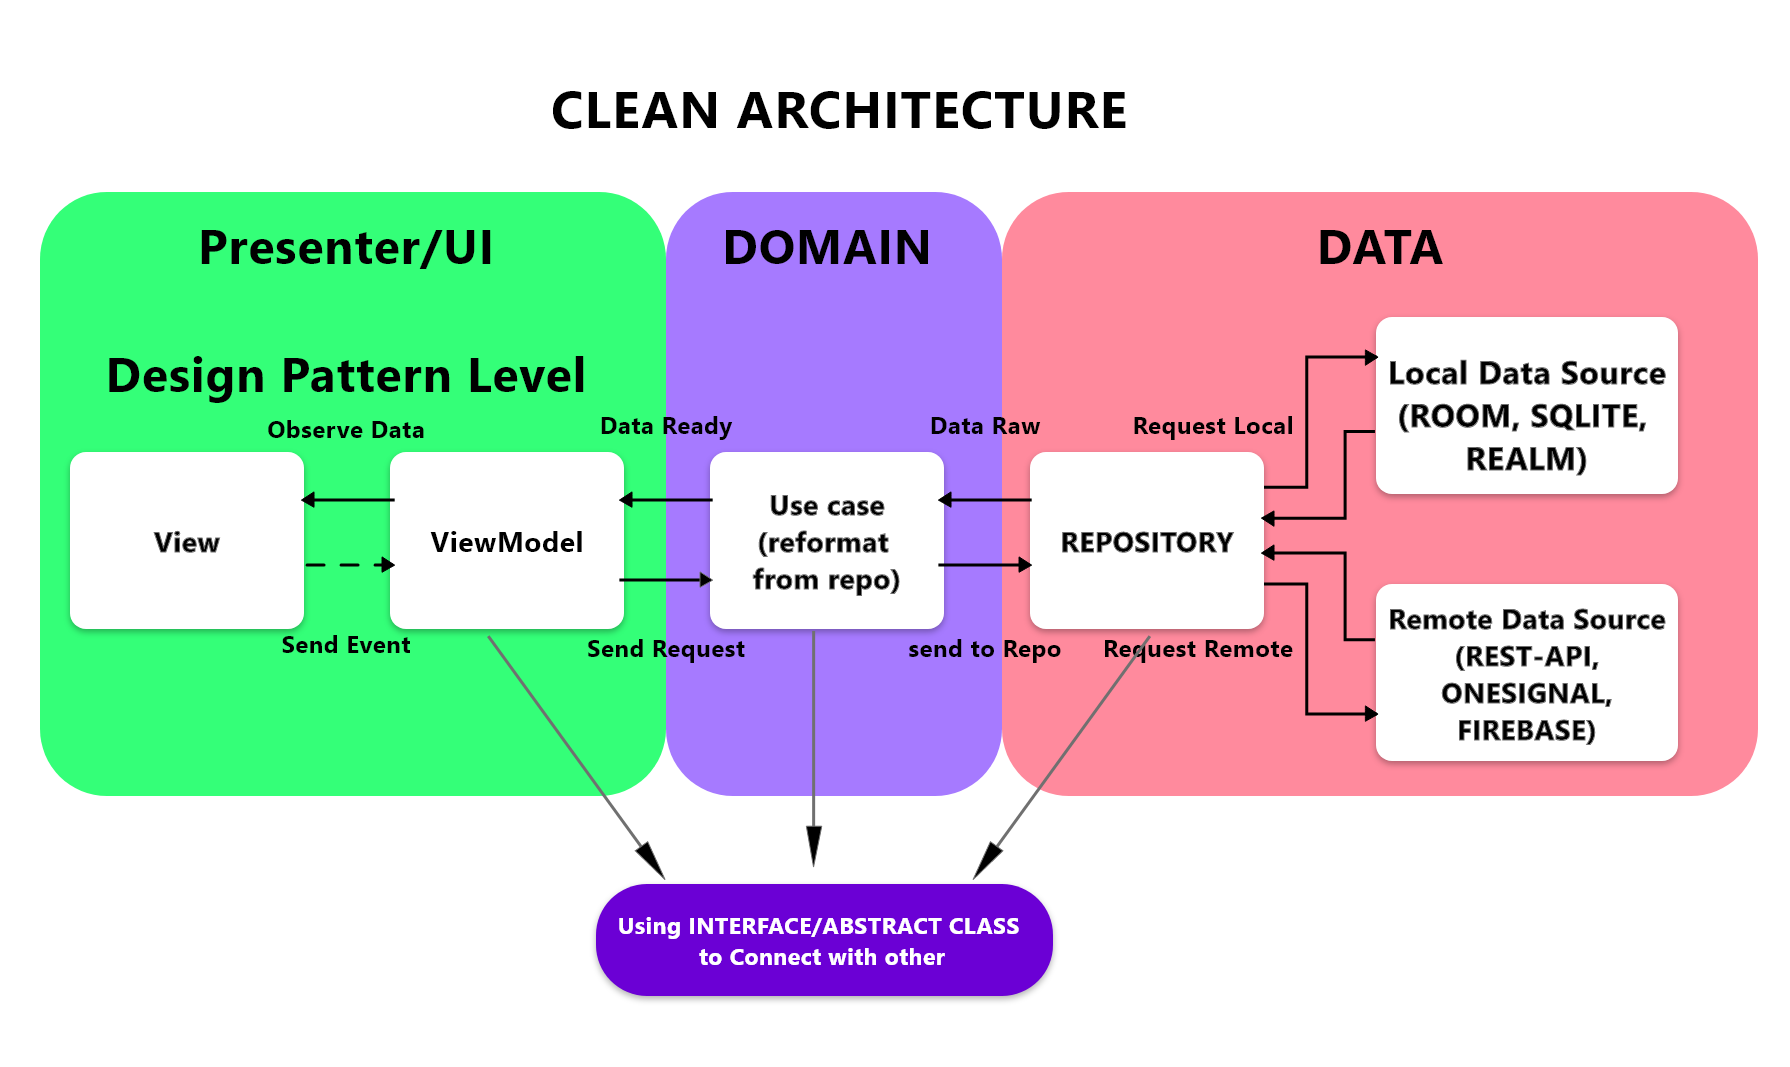 CLEAN ARCHITECTURE
Presenter/UI
DOMAIN
DATA
Design Pattern Level
Observe Data
Data Ready
Data Raw
Request Local
View
ViewModel
Use case
(reformat
from repo)
REPOSITORY
Local Data Source
(ROOM, SQLITE,
REALM)
Remote Data Source
(REST-API,
ONESIGNAL,
FIREBASE)
Send Event
Send Request
send to Repo
Request Remote
Using INTERFACE/ABSTRACT CLASS
to Connect with other